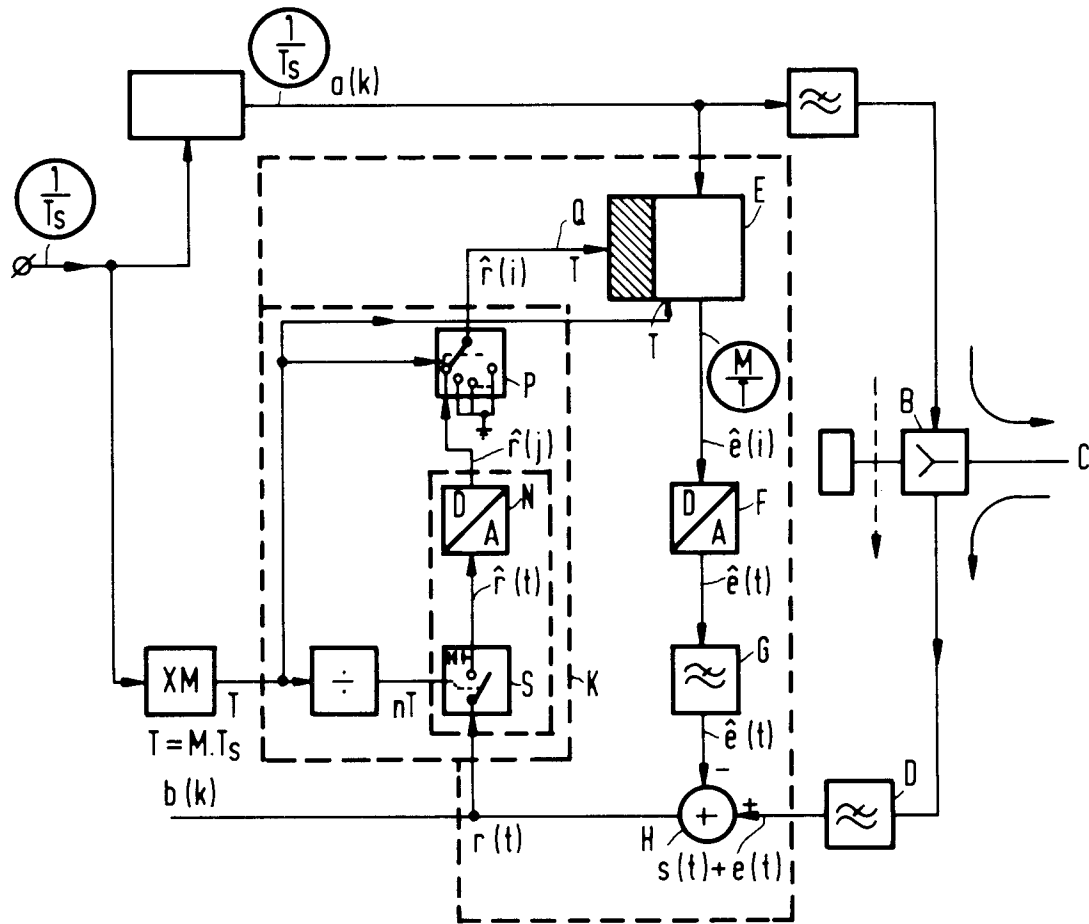 1
Ts
a(k)
1
Ts
E
Q
T
r̂(i)
T
M
T
P
B
C
r̂(j)
ê(i)
D
A
N
D
A
F
r̂(t)
ê(t)
G
XM
T
÷
nT
S
K
ê(t)
T=M.Ts
b(k)
-
+
±
D
r(t)
H
s(t)+e(t)